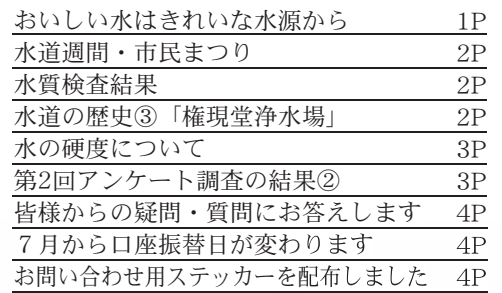 おいしい水はきれいな水源から 1P
水道週間・市民まつり 2P
水質検査結果 2P
水道の歴史③「権現堂浄水場」 2P
水の硬度について 3P
第2回アンケート調査の結果② 3P
皆様からの疑問・質問にお答えします 4P
７月から口座振替日が変わります 4P
お問い合わせ用ステッカーを配布しました 4P